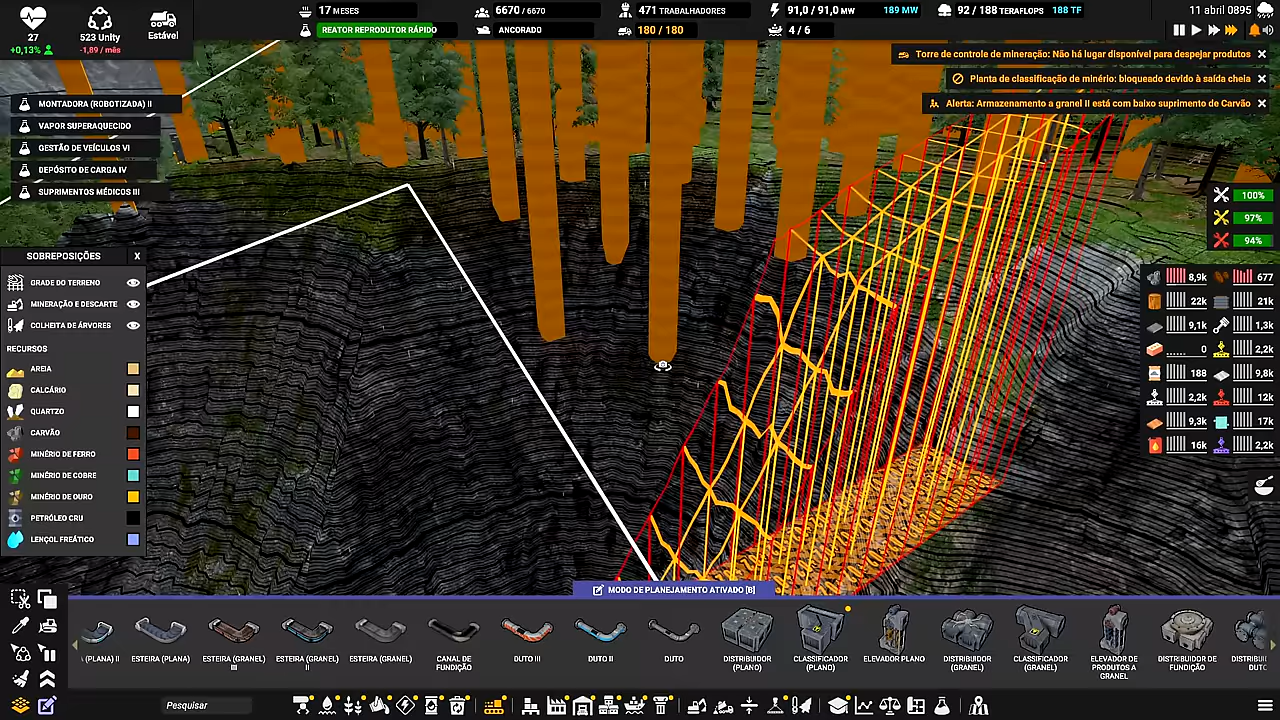 27
+0,13%
523 Unity
-1,89 / mês
Estável
17 MESES
REATOR REPRODUTOR RÁPIDO
6670 / 6670
ANCORADO
471 TRABALHADORES
180 / 180
91,0 / 91,0 MW
189 MW
4 / 6
92 / 188 TERAFLOPS
188 TF
11 abril 0895
Torre de controle de mineração: Não há lugar disponível para despejar produtos X
Planta de classificação de minério: bloqueado devido à saída cheia X
Alerta: Armazenamento a granel II está com baixo suprimento de Carvão X
MONTADORA (ROBOTIZADA) II
VAPOR SUPERAQUECIDO
GESTÃO DE VEÍCULOS VI
DEPÓSITO DE CARGA IV
SUPRIMENTOS MÉDICOS III
100%
97%
94%
SOBREPOSIÇÕES X
GRADE DO TERRENO
MINERAÇÃO E DESCARTE
COLHEITA DE ÁRVORES
RECURSOS
AREIA
CALCÁRIO
QUARTZO
CARVÃO
MINÉRIO DE FERRO
MINÉRIO DE COBRE
MINÉRIO DE OURO
PETRÓLEO CRU
LENÇOL FREÁTICO
8,9k 677
22k 21k
9,1k 1,3k
0 2,2k
188 9,8k
2,2k 12k
9,3k 17k
16k 2,2k
MODO DE PLANEJAMENTO ATIVADO [B]
(PLANA) II
ESTEIRA (PLANA)
ESTEIRA (GRANEL) III
ESTEIRA (GRANEL) II
ESTEIRA (GRANEL)
CANAL DE FUNDIÇÃO
DUTO III
DUTO II
DUTO
DISTRIBUIDOR (PLANO)
CLASSIFICADOR (PLANO)
ELEVADOR PLANO
DISTRIBUIDOR (GRANEL)
CLASSIFICADOR (GRANEL)
ELEVADOR DE PRODUTOS A GRANEL
DISTRIBUIDOR DE FUNDIÇÃO
Pesquisar